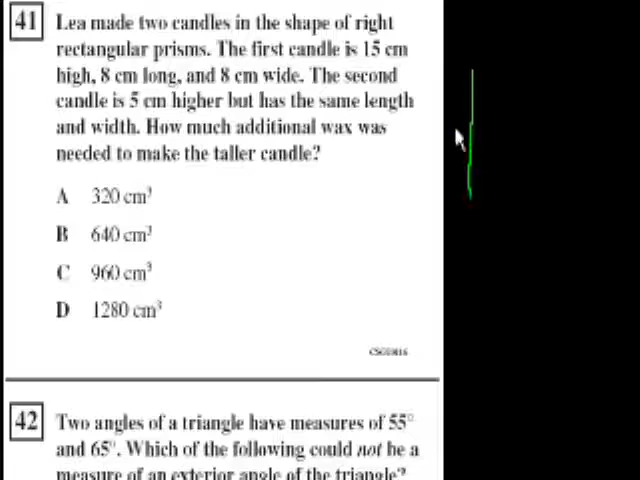 41 Lea made two candles in the shape of right
rectangular prisms. The first candle is 15 cm
high, 8 cm long, and 8 cm wide. The second
candle is 5 cm higher but has the same length
and width. How much additional wax was
needed to make the taller candle?
A 320 cm³
B 640 cm³
C 960 cm³
D 1280 cm³
42 Two angles of a triangle have measures of 55°
and 65°. Which of the following could not be a
measure of an exterior angle of the triangle?